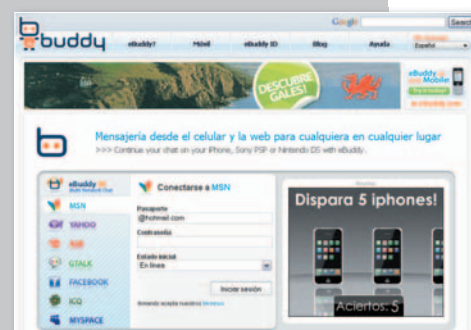 Google
Search
ebuddy
eBuddy?
Móvil
eBuddy ID
Blog
Ayuda
Español
DESCUBRE
GALES!
eBuddy
Mobile!
Mensajería desde el celular y la web para cualquiera en cualquier lugar
>>> Continue your chat on your iPhone, Sony PSP or Nintendo DS with eBuddy.
eBuddy ID
MSN
YAHOO
GTALK
FACEBOOK
ICQ
MYSPACE
Conectarse a MSN
Pasaporte
@hotmail.com
Contraseña
Estado inicial:
En línea
Iniciar sesión
Dispara 5 iphones!
Aciertos: 5